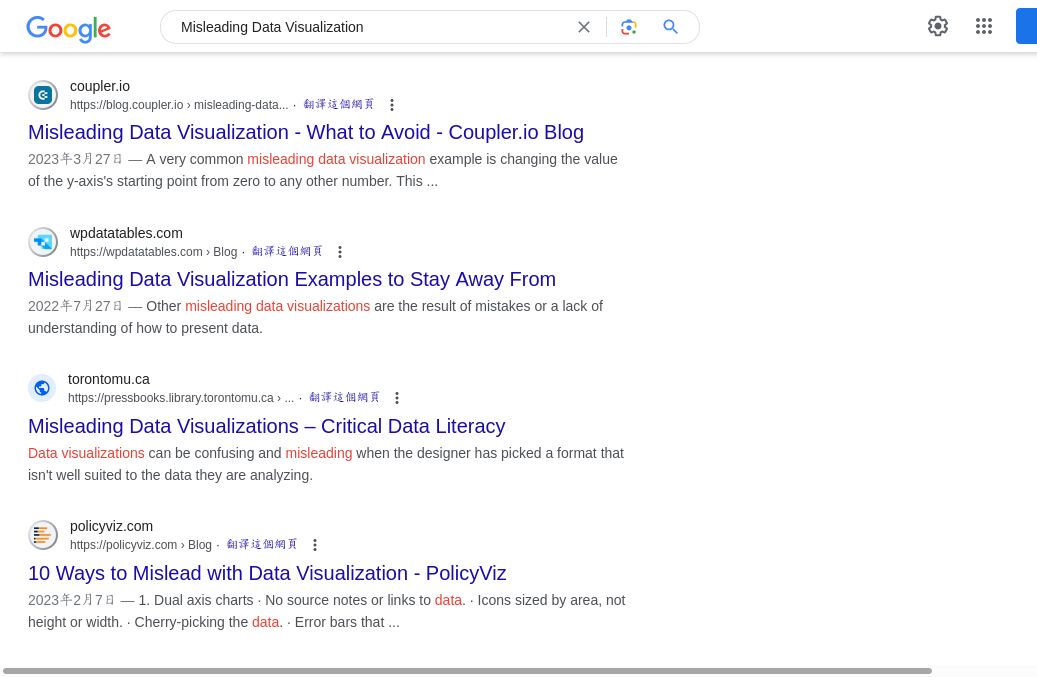 Google
Misleading Data Visualization
coupler.io
https://blog.coupler.io › misleading-data... · 翻譯這個網頁
Misleading Data Visualization - What to Avoid - Coupler.io Blog
2023年3月27日 — A very common misleading data visualization example is changing the value
of the y-axis's starting point from zero to any other number. This ...
wpdatatables.com
https://wpdatatables.com › Blog · 翻譯這個網頁
Misleading Data Visualization Examples to Stay Away From
2022年7月27日 — Other misleading data visualizations are the result of mistakes or a lack of
understanding of how to present data.
torontomu.ca
https://pressbooks.library.torontomu.ca › ... · 翻譯這個網頁
Misleading Data Visualizations – Critical Data Literacy
Data visualizations can be confusing and misleading when the designer has picked a format that
isn't well suited to the data they are analyzing.
policyviz.com
https://policyviz.com › Blog · 翻譯這個網頁
10 Ways to Mislead with Data Visualization - PolicyViz
2023年2月7日 — 1. Dual axis charts · No source notes or links to data. · Icons sized by area, not
height or width. · Cherry-picking the data. · Error bars that ...